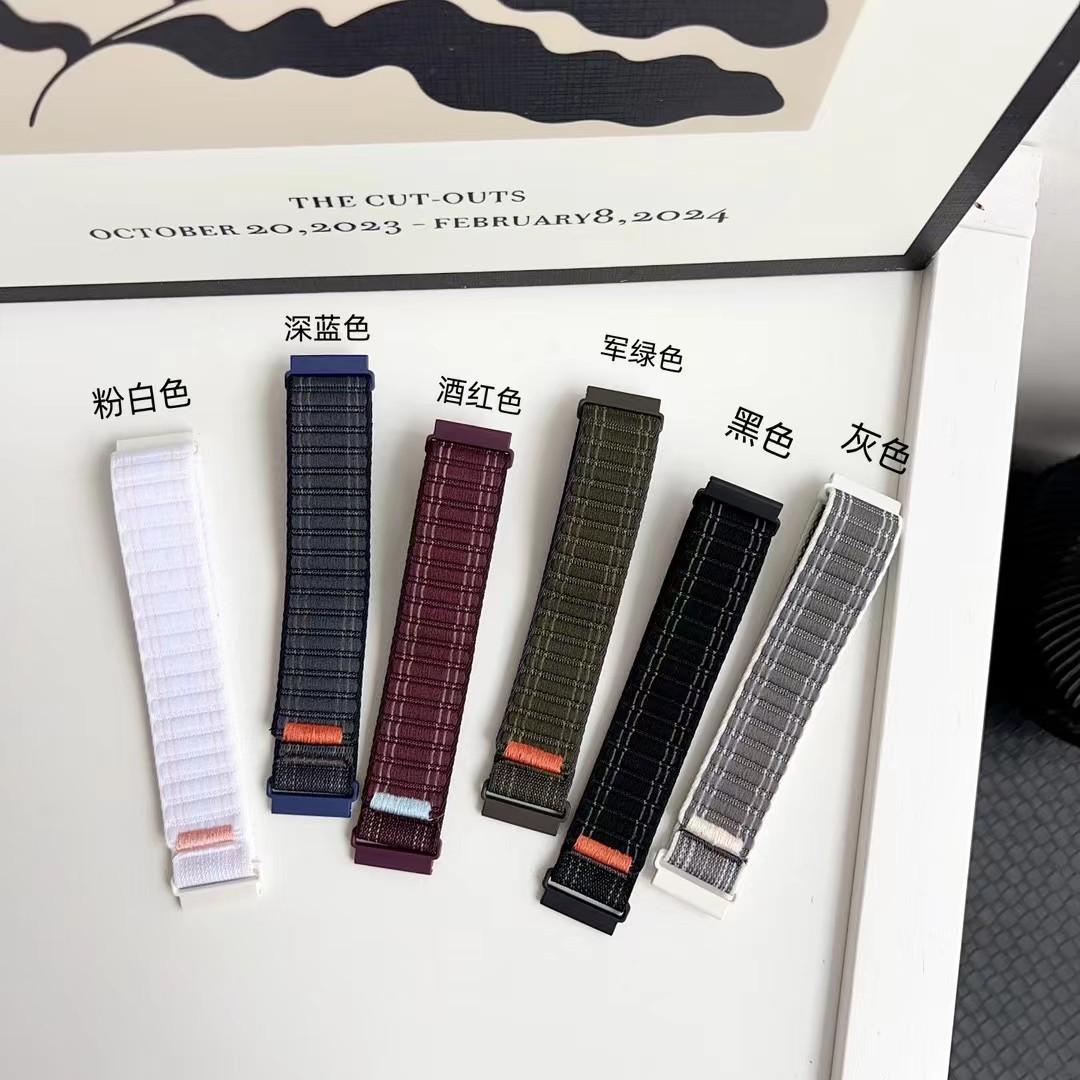 THE CUT-OUTS
OCTOBER 20,2023 - FEBRUARY8,2024
深蓝色
军绿色
粉白色
酒红色
黑色
灰色